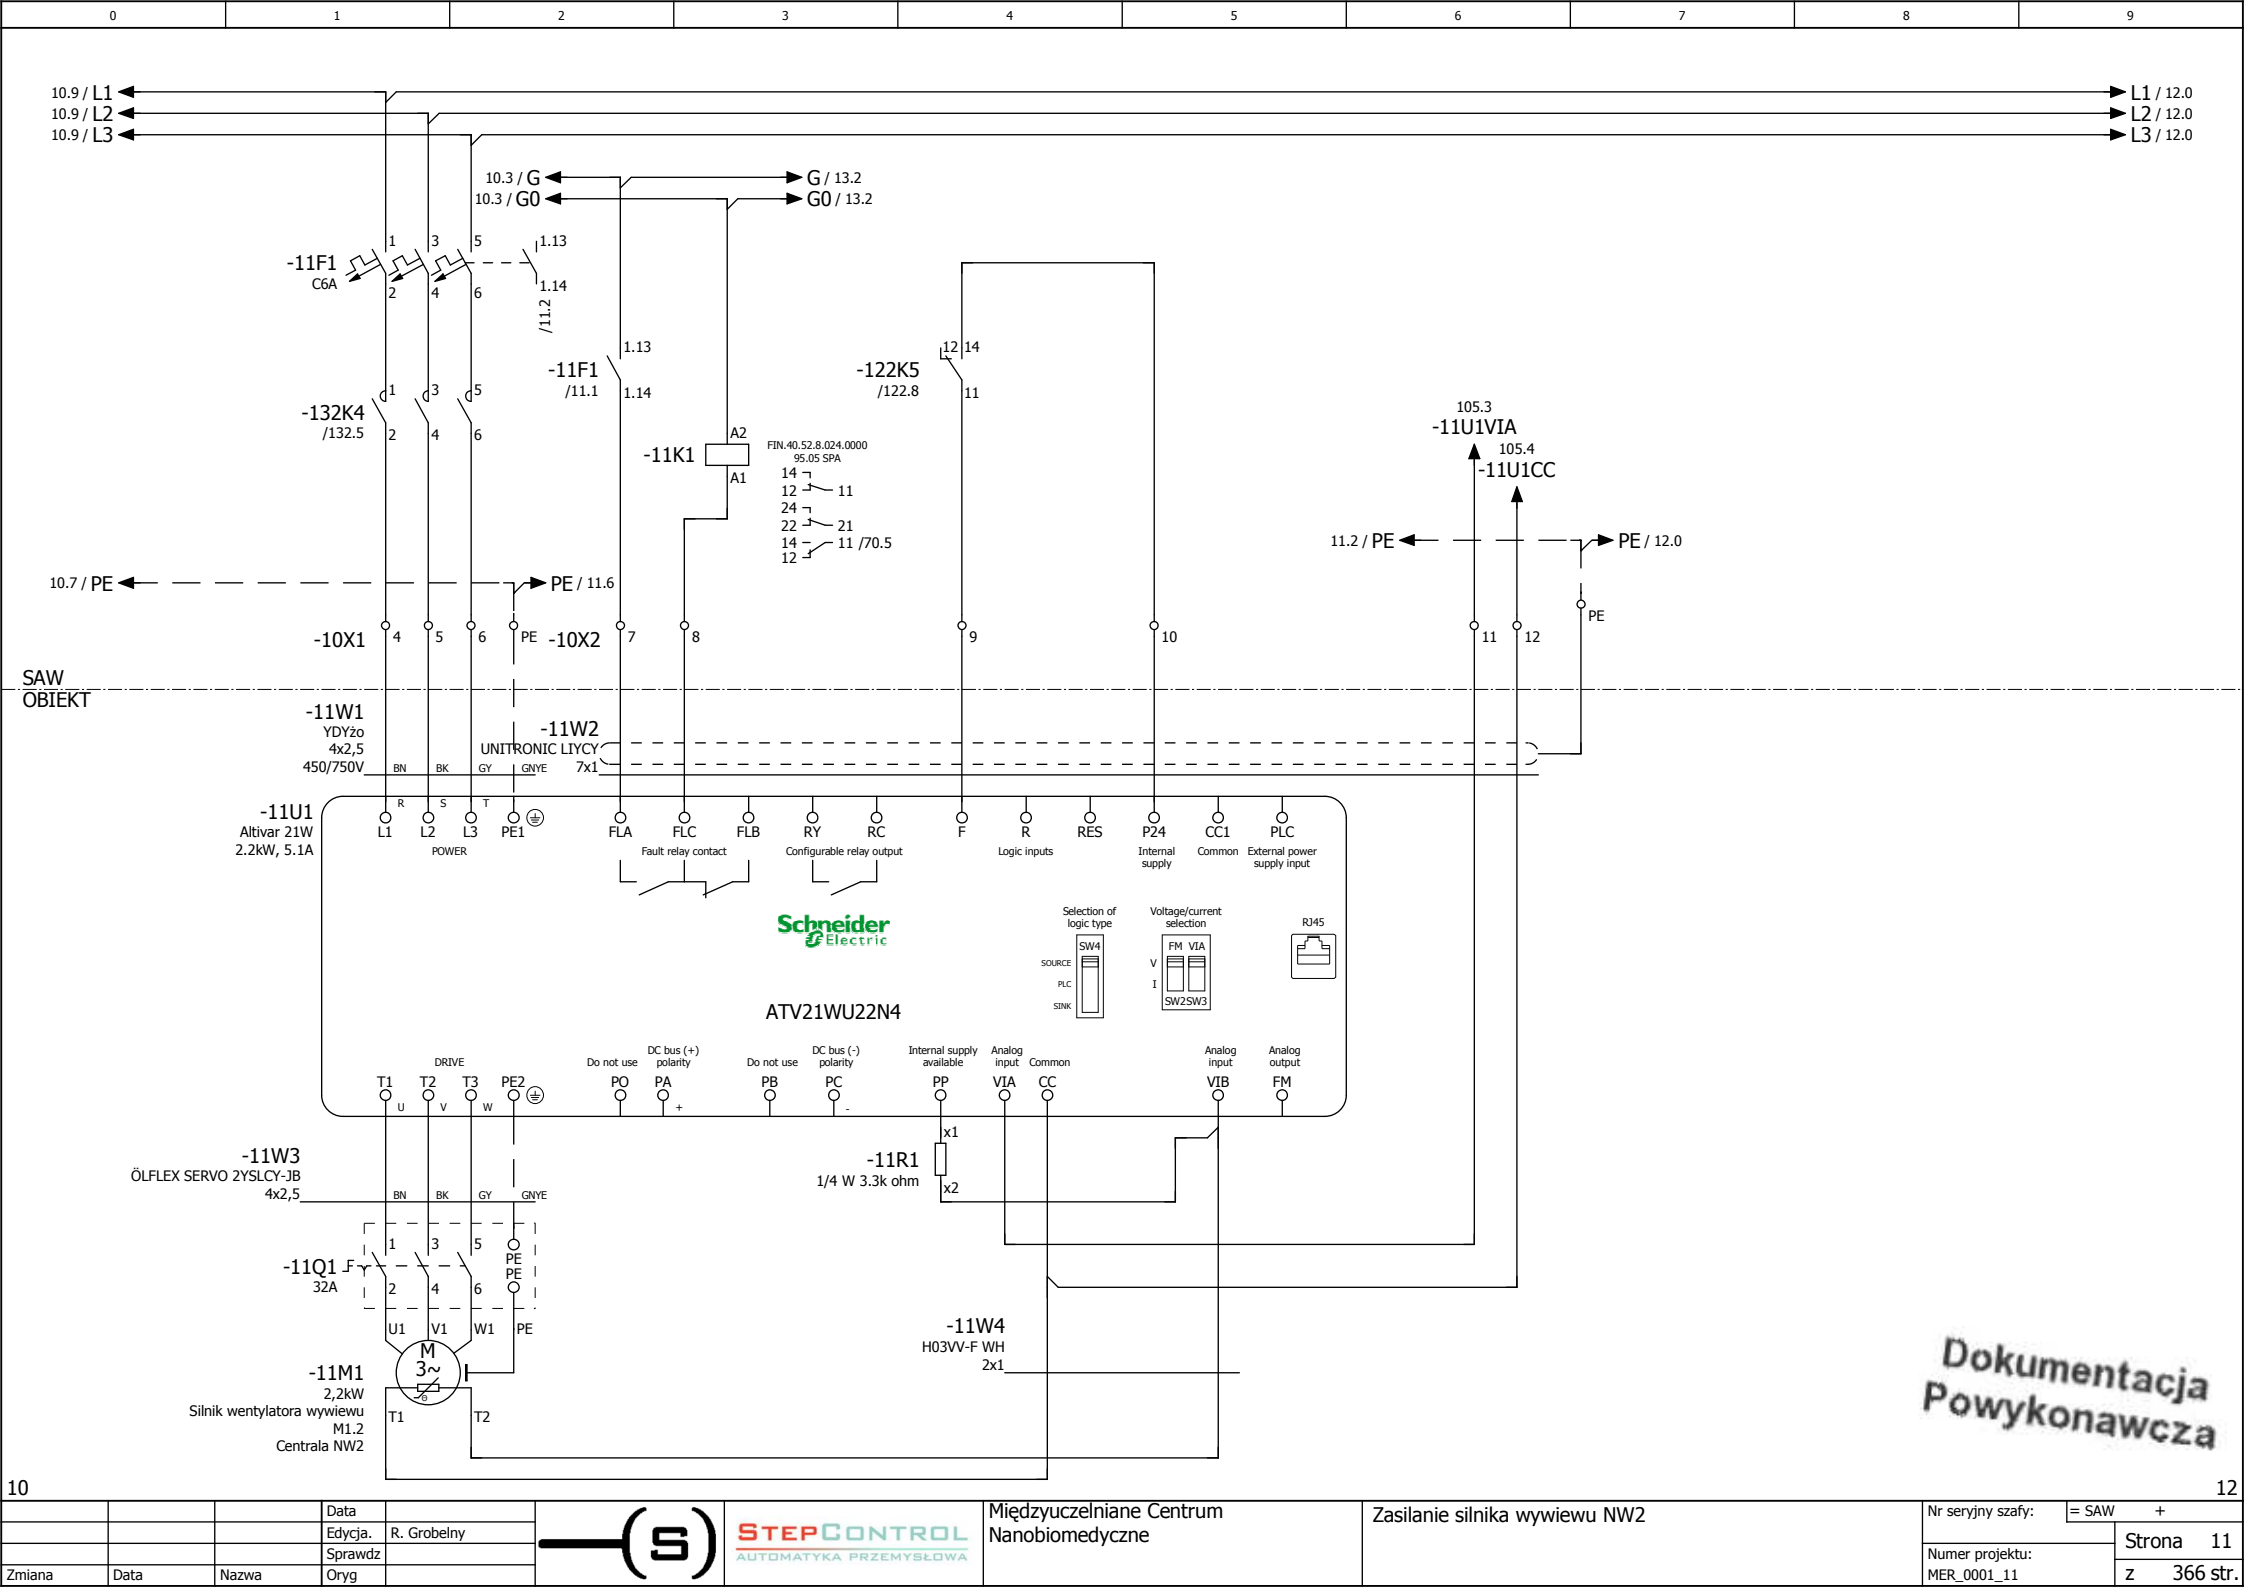 0 1 2 3 4 5 6 7 8 9
10.9 / L1
10.9 / L2
10.9 / L3
L1 / 12.0
L2 / 12.0
L3 / 12.0
10.3 / G
10.3 / G0
G / 13.2
G0 / 13.2
-11F1
C6A
1 3 5
2 4 6
1.13
1.14
/11.2
-11F1
/11.1
1.13
1.14
-122K5
/122.8
12 14
11
-132K4
/132.5
1 3 5
2 4 6
-11K1
A2
A1
FIN.40.52.8.024.0000
95.05 SPA
14
12 11
24
22 21
14 11 /70.5
12
105.3
-11U1VIA
105.4
-11U1CC
11.2 / PE
PE / 12.0
10.7 / PE
PE / 11.6
PE
-10X1 4 5 6 PE
-10X2 7 8 9 10 11 12
SAW
OBIEKT
-11W1
YDYżo
4x2,5
450/750V
BN BK GY GNYE
-11W2
UNITRONIC LIYCY
7x1
-11U1
Altivar 21W
2.2kW, 5.1A
R S T
L1 L2 L3 PE1
POWER
FLA FLC FLB
Fault relay contact
RY RC
Configurable relay output
F R RES
Logic inputs
P24
Internal
supply
CC1
Common
PLC
External power
supply input
Schneider
Electric
Selection of
logic type
SW4
SOURCE
PLC
SINK
Voltage/current
selection
FM VIA
V
I
SW2SW3
RJ45
ATV21WU22N4
DRIVE
T1 T2 T3 PE2
U V W
Do not use
PO
DC bus (+)
polarity
PA
+
Do not use
PB
DC bus (-)
polarity
PC
-
Internal supply
available
PP
Analog
input
VIA
Common
CC
Analog
input
VIB
Analog
output
FM
-11W3
ÖLFLEX SERVO 2YSLCY-JB
4x2,5
BN BK GY GNYE
-11R1
1/4 W 3.3k ohm
x1
x2
-11Q1
32A
1 3 5
2 4 6
PE
PE
U1 V1 W1 PE
M
3~
-11M1
2,2kW
Silnik wentylatora wywiewu
M1.2
Centrala NW2
T1 T2
-11W4
H03VV-F WH
2x1
Dokumentacja
Powykonawcza
10
12
Data
Edycja. R. Grobelny
Sprawdz
Zmiana Data Nazwa Oryg
(s)
STEPCONTROL
AUTOMATYKA PRZEMYSŁOWA
Międzyuczelniane Centrum
Nanobiomedyczne
Zasilanie silnika wywiewu NW2
Nr seryjny szafy:
= SAW +
Numer projektu:
MER_0001_11
Strona 11
z 366 str.